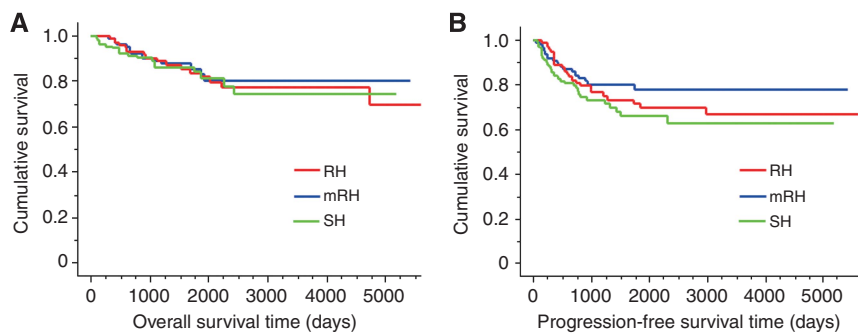 A
Cumulative survival
1.0
0.8
0.6
0.4
0.2
0
RH
mRH
SH
0 1000 2000 3000 4000 5000
Overall survival time (days)
B
Cumulative survival
1.0
0.8
0.6
0.4
0.2
0
RH
mRH
SH
0 1000 2000 3000 4000 5000
Progression-free survival time (days)